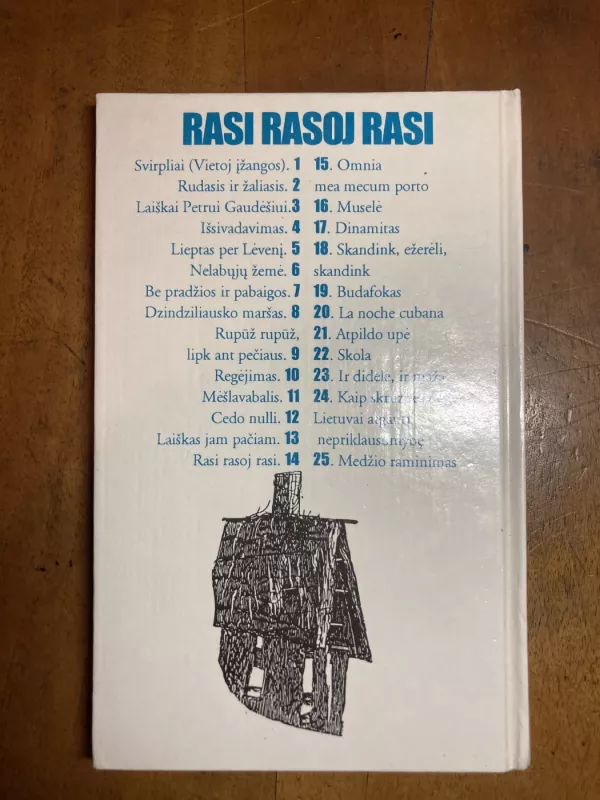 RASI RASOJ RASI
Svirpliai (Vietoj įžangos). 1
Rudasis ir žaliasis. 2
Laiškai Petrui Gaudėšiui.3
Išsivadavimas. 4
Lieptas per Lėvenį. 5
Nelabųjų žemė. 6
Be pradžios ir pabaigos. 7
Dzindziliausko maršas. 8
Rupūž rupūž,
lipk ant pečiaus. 9
Regėjimas. 10
Mėšlavabalis. 11
Cedo nulli. 12
Laiškas jam pačiam. 13
Rasi rasoj rasi. 14
15. Omnia
mea mecum porto
16. Muselė
17. Dinamitas
18. Skandink, ežerėli,
skandink
19. Budafokas
20. La noche cubana
21. Atpildo upė
22. Skola
23. Ir didelė, ir maža
24. Kaip
Lietuvai
nepriklausomybę
25. Medžio raminimas